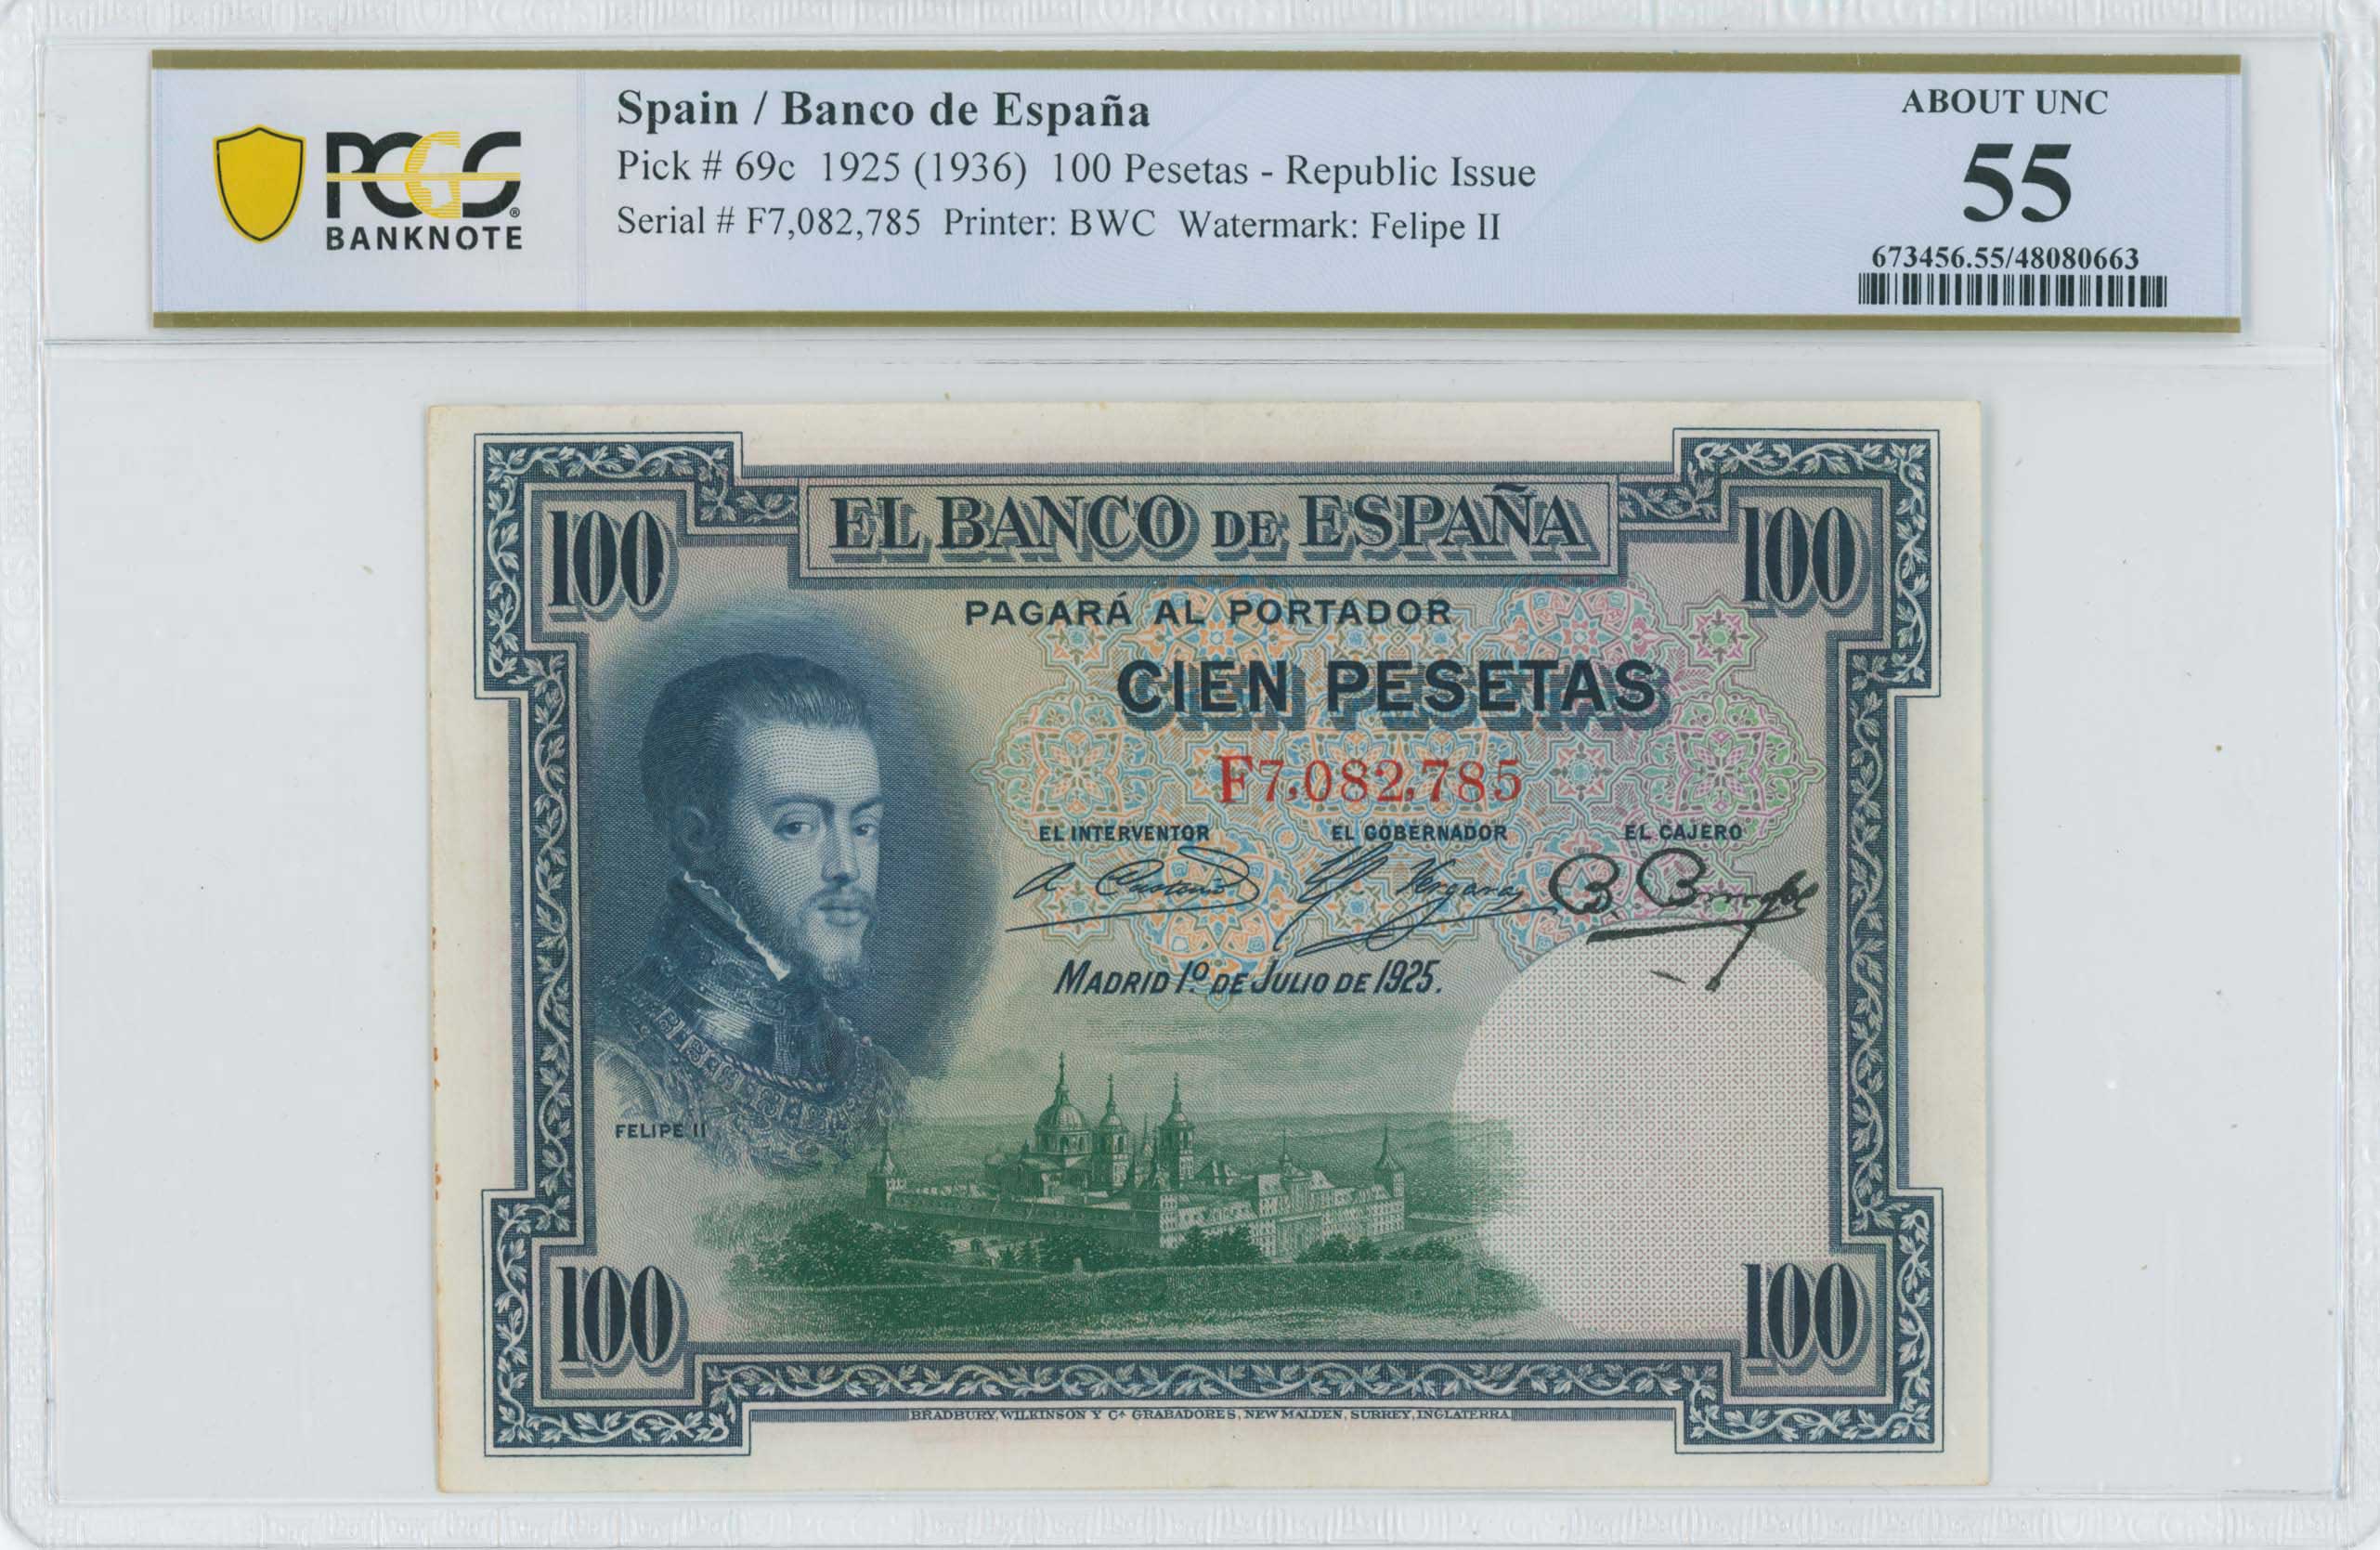 PCGS
BANKNOTE
Spain / Banco de España
Pick # 69c 1925 (1936) 100 Pesetas - Republic Issue
Serial # F7,082,785 Printer: BWC Watermark: Felipe II
ABOUT UNC
55
673456.55/48080663
100 EL BANCO DE ESPAÑA 100
PAGARÁ AL PORTADOR
CIEN PESETAS
F7,082,785
EL INTERVENTOR EL GOBERNADOR EL CAJERO
MADRID 1.º DE JULIO DE 1925.
FELIPE II
100 100
BRADBURY, WILKINSON Y Cª GRABADORES, NEW MALDEN, SURREY, INGLATERRA